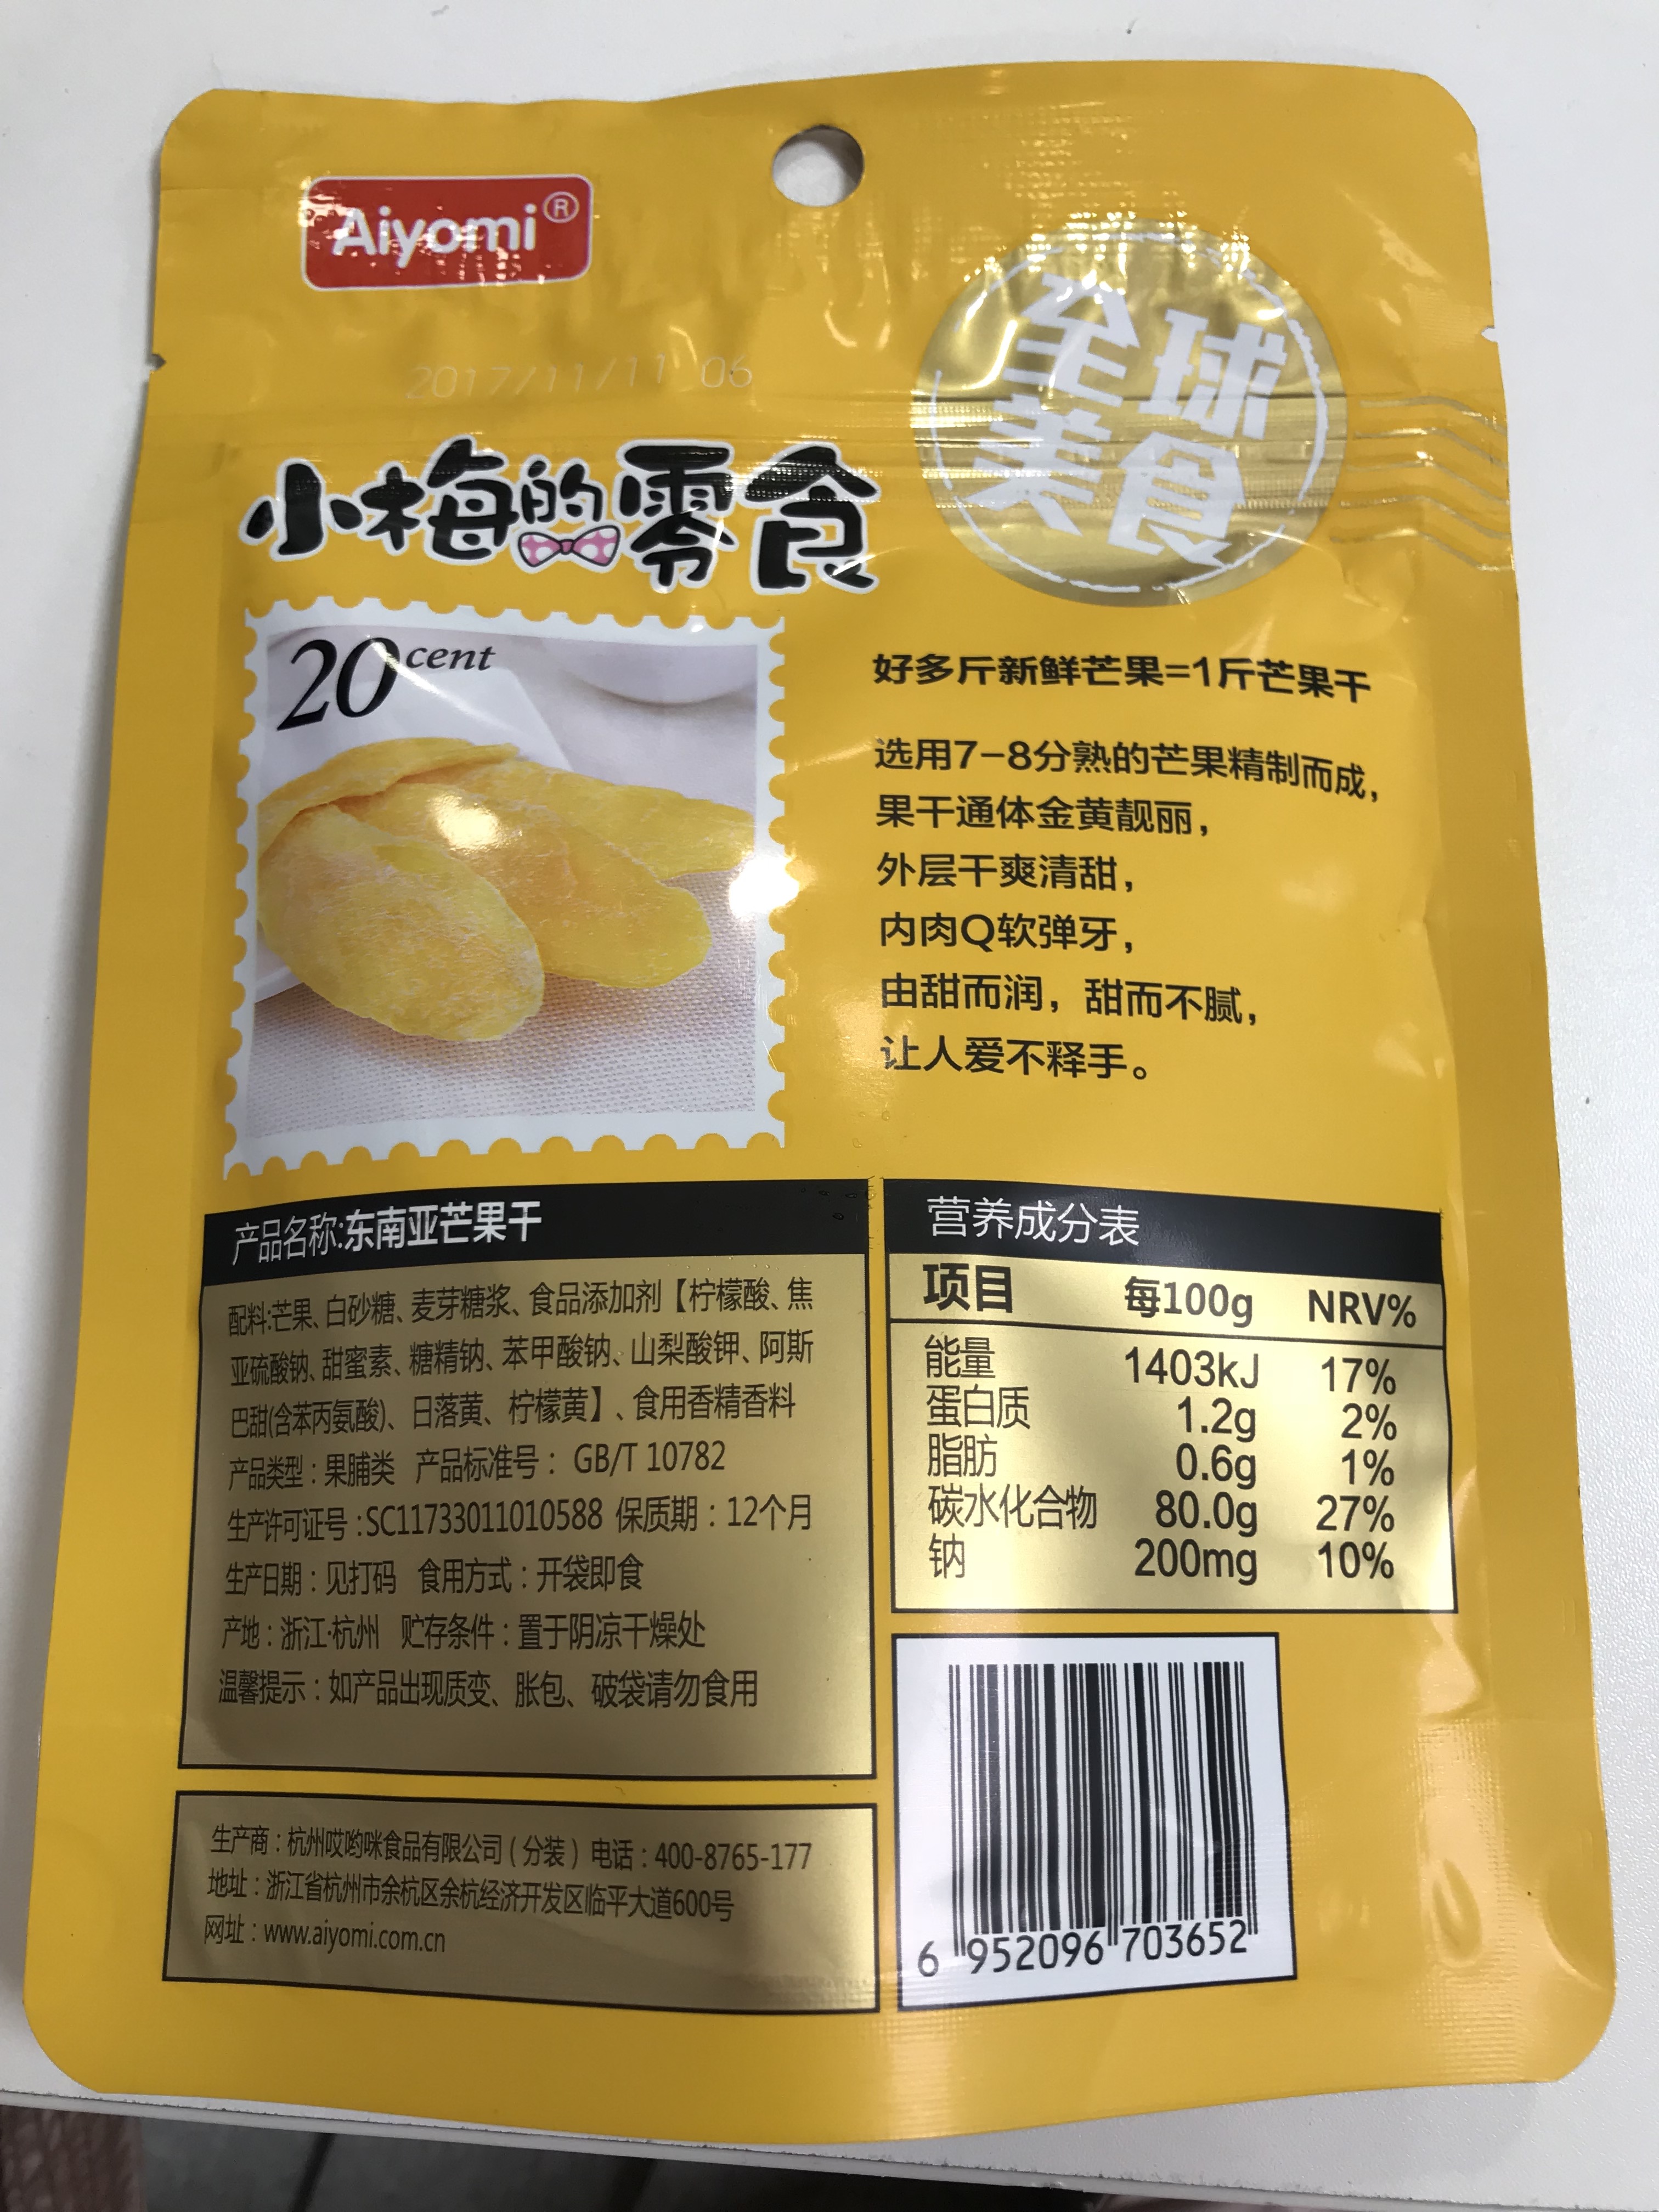 Aiyomi®
2017/11/11 06
全球
美食
小梅的零食
20 cent
好多斤新鲜芒果=1斤芒果干
选用7-8分熟的芒果精制而成，
果干通体金黄靓丽，
外层干爽清甜，
内肉Q软弹牙，
由甜而润，甜而不腻，
让人爱不释手。
产品名称:东南亚芒果干
配料:芒果、白砂糖、麦芽糖浆、食品添加剂【柠檬酸、焦
亚硫酸钠、甜蜜素、糖精钠、苯甲酸钠、山梨酸钾、阿斯
巴甜(含苯丙氨酸)、日落黄、柠檬黄】、食用香精香料
产品类型：果脯类 产品标准号：GB/T 10782
生产许可证号:SC11733011010588 保质期：12个月
生产日期：见打码 食用方式：开袋即食
产地：浙江·杭州 贮存条件：置于阴凉干燥处
温馨提示：如产品出现质变、胀包、破袋请勿食用
营养成分表
项目 每100g NRV%
能量 1403kJ 17%
蛋白质 1.2g 2%
脂肪 0.6g 1%
碳水化合物 80.0g 27%
钠 200mg 10%
生产商：杭州哎哟咪食品有限公司（分装）电话：400-8765-177
地址：浙江省杭州市余杭区余杭经济开发区临平大道600号
网址：www.aiyomi.com.cn
6 952096 703652